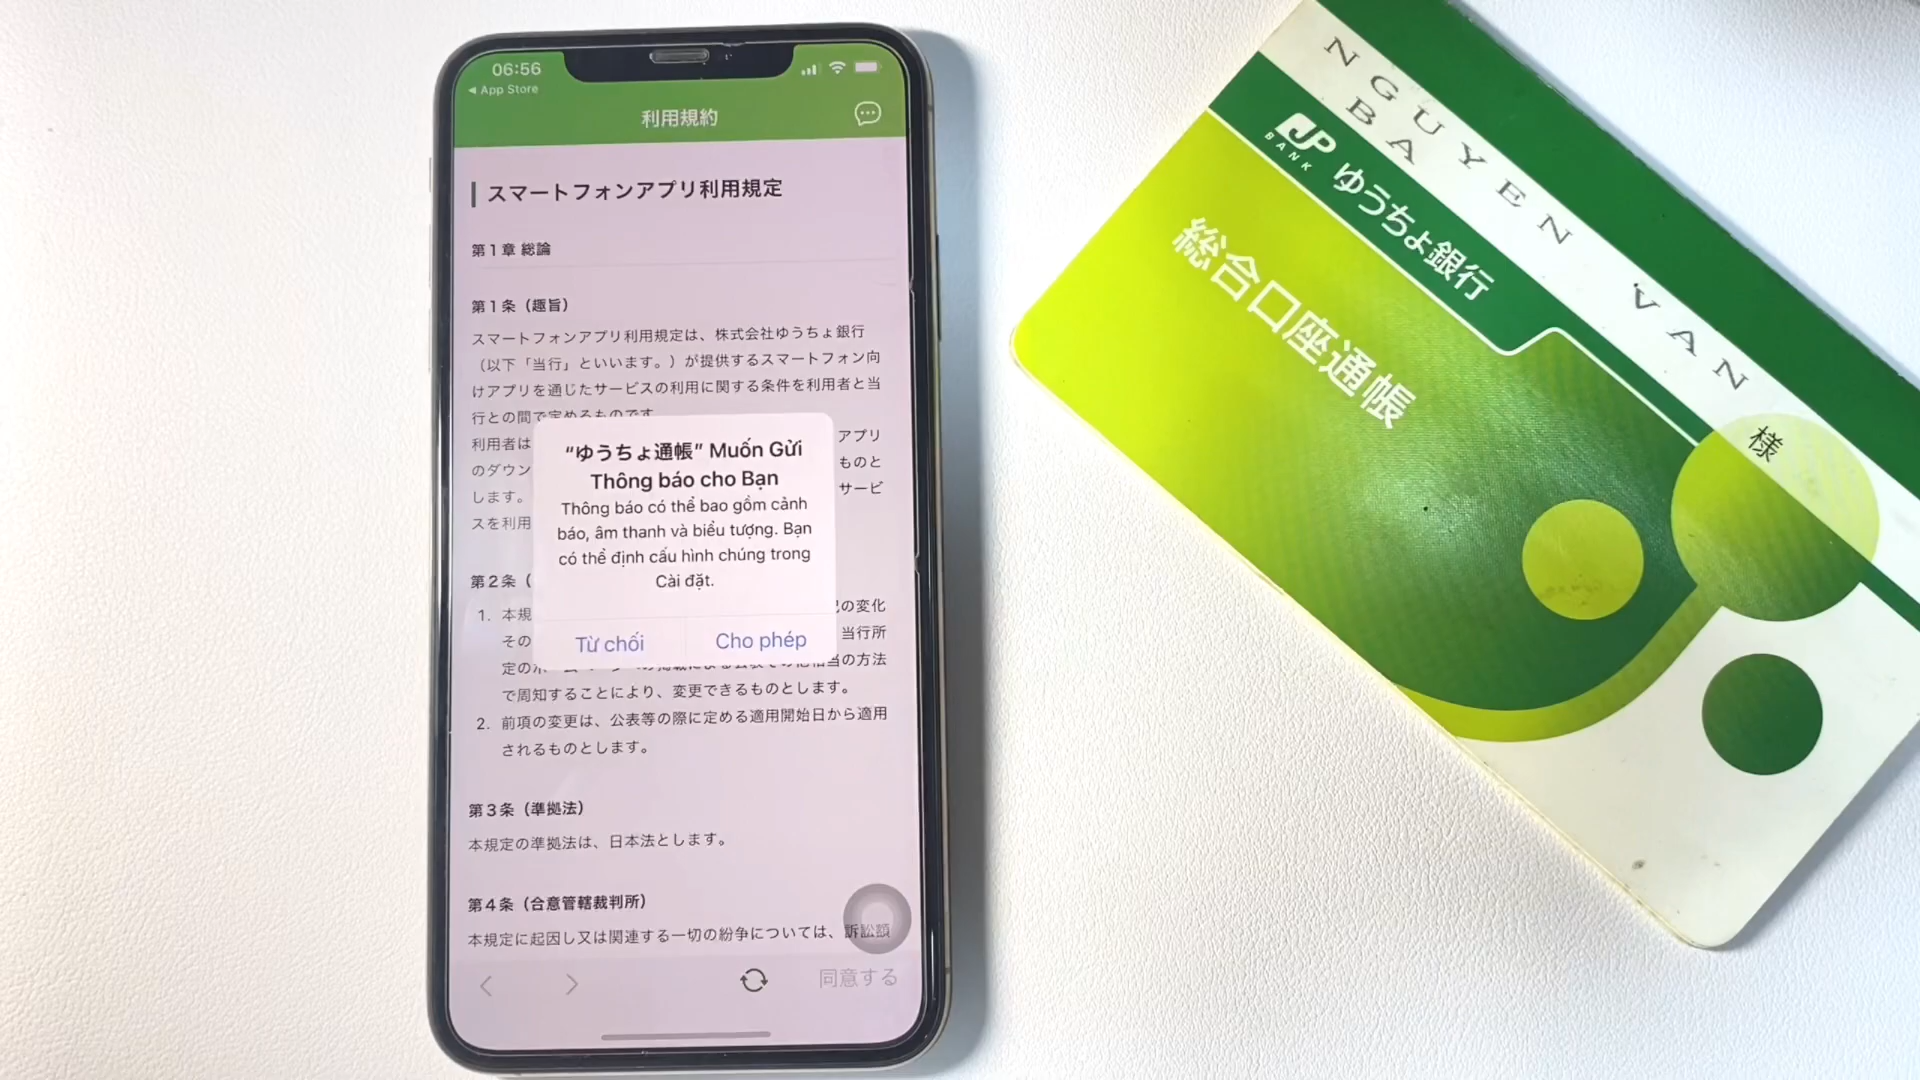 06:56
◀ App Store
利用規約
スマートフォンアプリ利用規定
第1章 総論
第1条（趣旨）
スマートフォンアプリ利用規定は、株式会社ゆうちょ銀行
（以下「当行」といいます。）が提供するスマートフォン向
けアプリを通じたサービスの利用に関する条件を利用者と当
行との間で定めるものです
利用者は アプリ
のダウン ものと
します。 サービ
スを利用
“ゆうちょ通帳” Muốn Gửi
Thông báo cho Bạn
Thông báo có thể bao gồm cảnh
báo, âm thanh và biểu tượng. Bạn
có thể định cấu hình chúng trong
Cài đặt.
Từ chối Cho phép
第2条（
1. 本規 の変化
その 当行所
定の 当の方法
で周知することにより、変更できるものとします。
2. 前項の変更は、公表等の際に定める適用開始日から適用
されるものとします。
第3条（準拠法）
本規定の準拠法は、日本法とします。
第4条（合意管轄裁判所）
本規定に起因し又は関連する一切の紛争については、訴訟額
同意する
NGUYEN VAN
BA
様
JP
BANK
ゆうちょ銀行
総合口座通帳